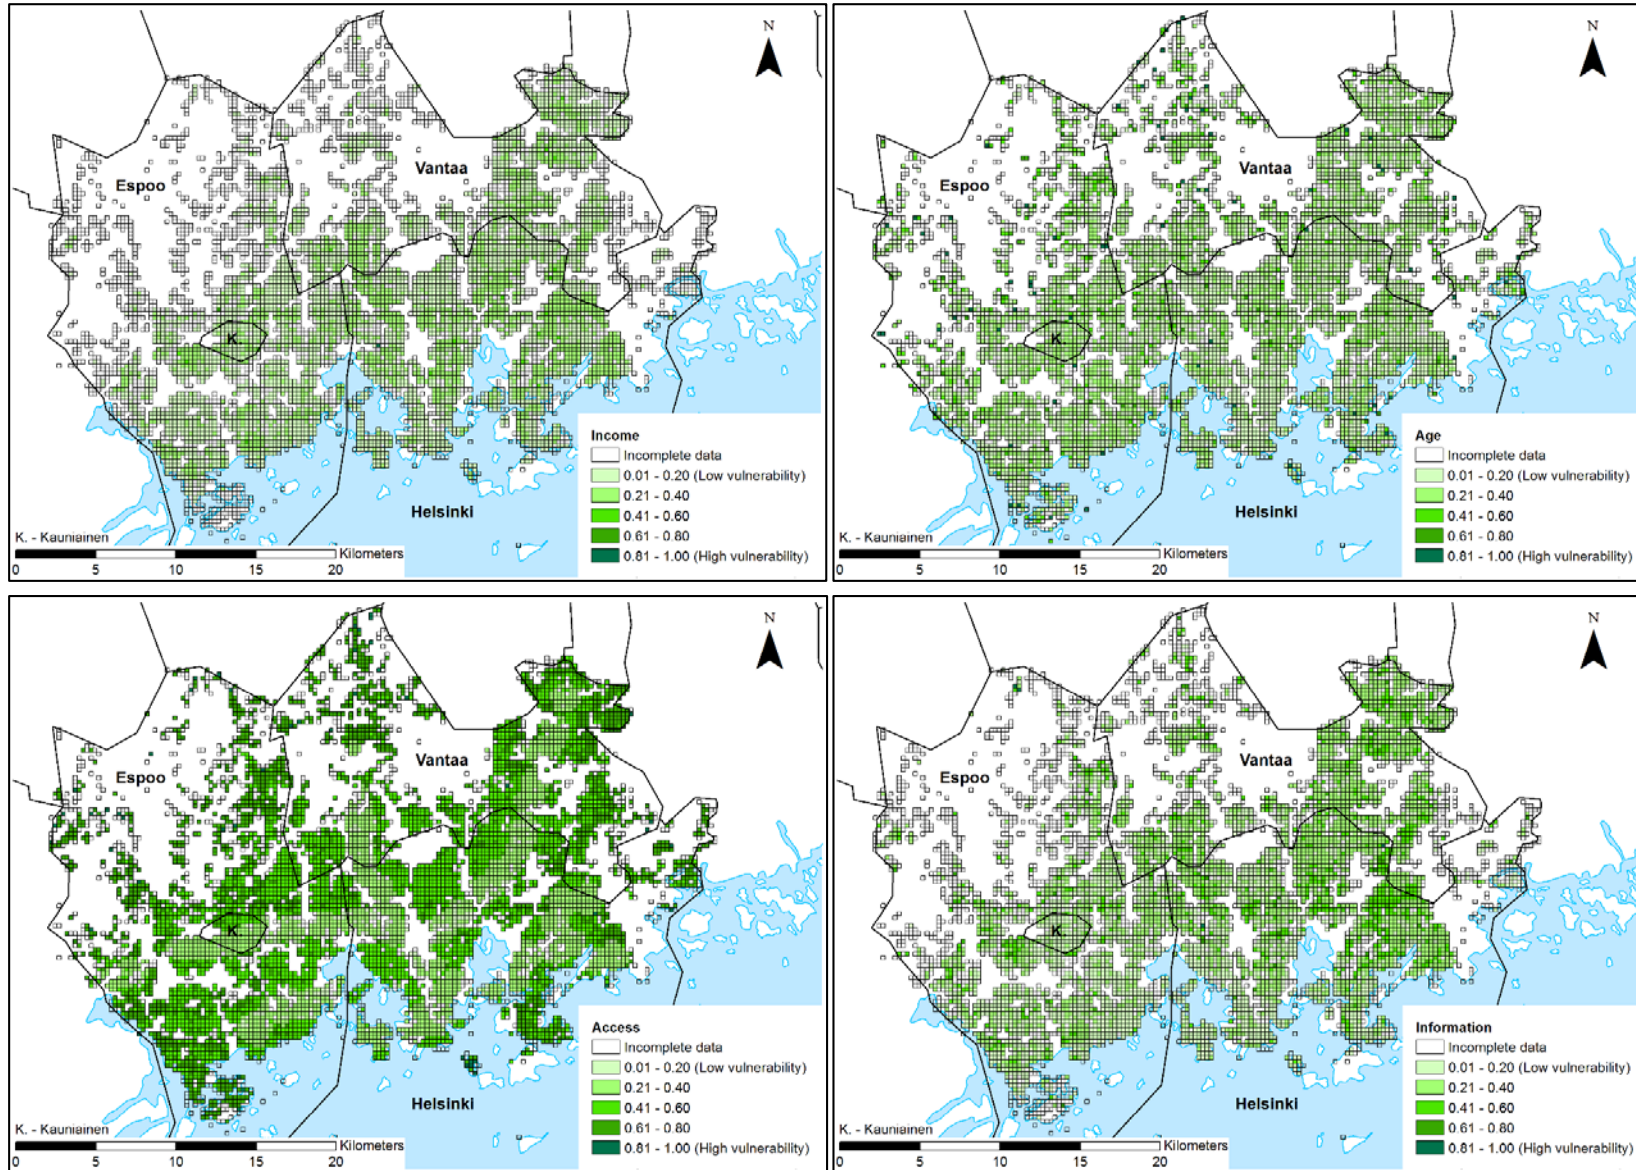 N
Espoo
Vantaa
K.
Helsinki
Income
Incomplete data
0.01 - 0.20 (Low vulnerability)
0.21 - 0.40
0.41 - 0.60
0.61 - 0.80
0.81 - 1.00 (High vulnerability)
K. - Kauniainen
Kilometers
0 5 10 15 20
N
Espoo
Vantaa
K.
Helsinki
Age
Incomplete data
0.01 - 0.20 (Low vulnerability)
0.21 - 0.40
0.41 - 0.60
0.61 - 0.80
0.81 - 1.00 (High vulnerability)
K. - Kauniainen
Kilometers
0 5 10 15 20
N
Espoo
Vantaa
K.
Helsinki
Access
Incomplete data
0.01 - 0.20 (Low vulnerability)
0.21 - 0.40
0.41 - 0.60
0.61 - 0.80
0.81 - 1.00 (High vulnerability)
K. - Kauniainen
Kilometers
0 5 10 15 20
N
Espoo
Vantaa
K.
Helsinki
Information
Incomplete data
0.01 - 0.20 (Low vulnerability)
0.21 - 0.40
0.41 - 0.60
0.61 - 0.80
0.81 - 1.00 (High vulnerability)
K. - Kauniainen
Kilometers
0 5 10 15 20